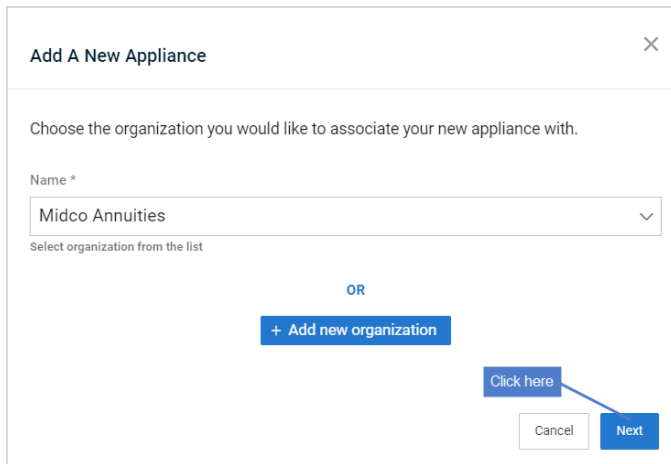 Add A New Appliance
Choose the organization you would like to associate your new appliance with.
Name *
Midco Annuities
Select organization from the list
OR
+ Add new organization
Click here
Cancel
Next